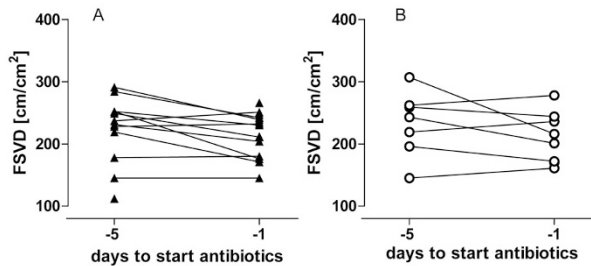 A
400
300
200
100
FSVD [cm/cm²]
-5
-1
days to start antibiotics
B
400
300
200
100
FSVD [cm/cm²]
-5
-1
days to start antibiotics